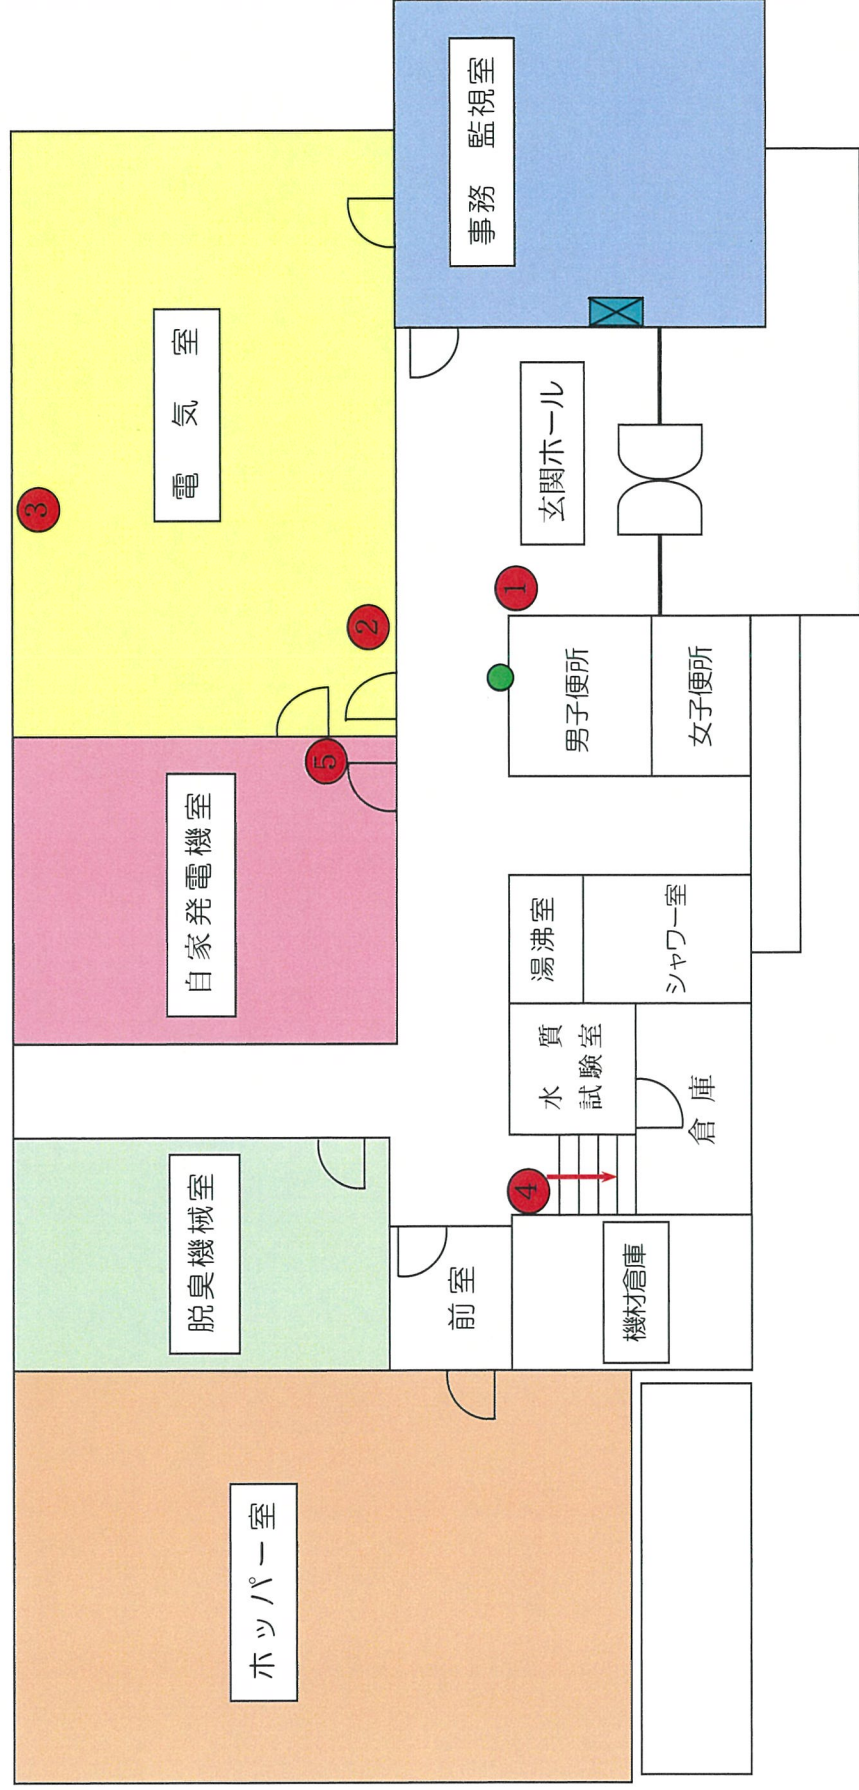 ホッパー室
脱臭機械室
自家発電機室
電気室
3
2
5
前室
事務 監視室
玄関ホール
1
4
水質
試験室
湯沸室
男子便所
機材倉庫
倉庫
シャワー室
女子便所